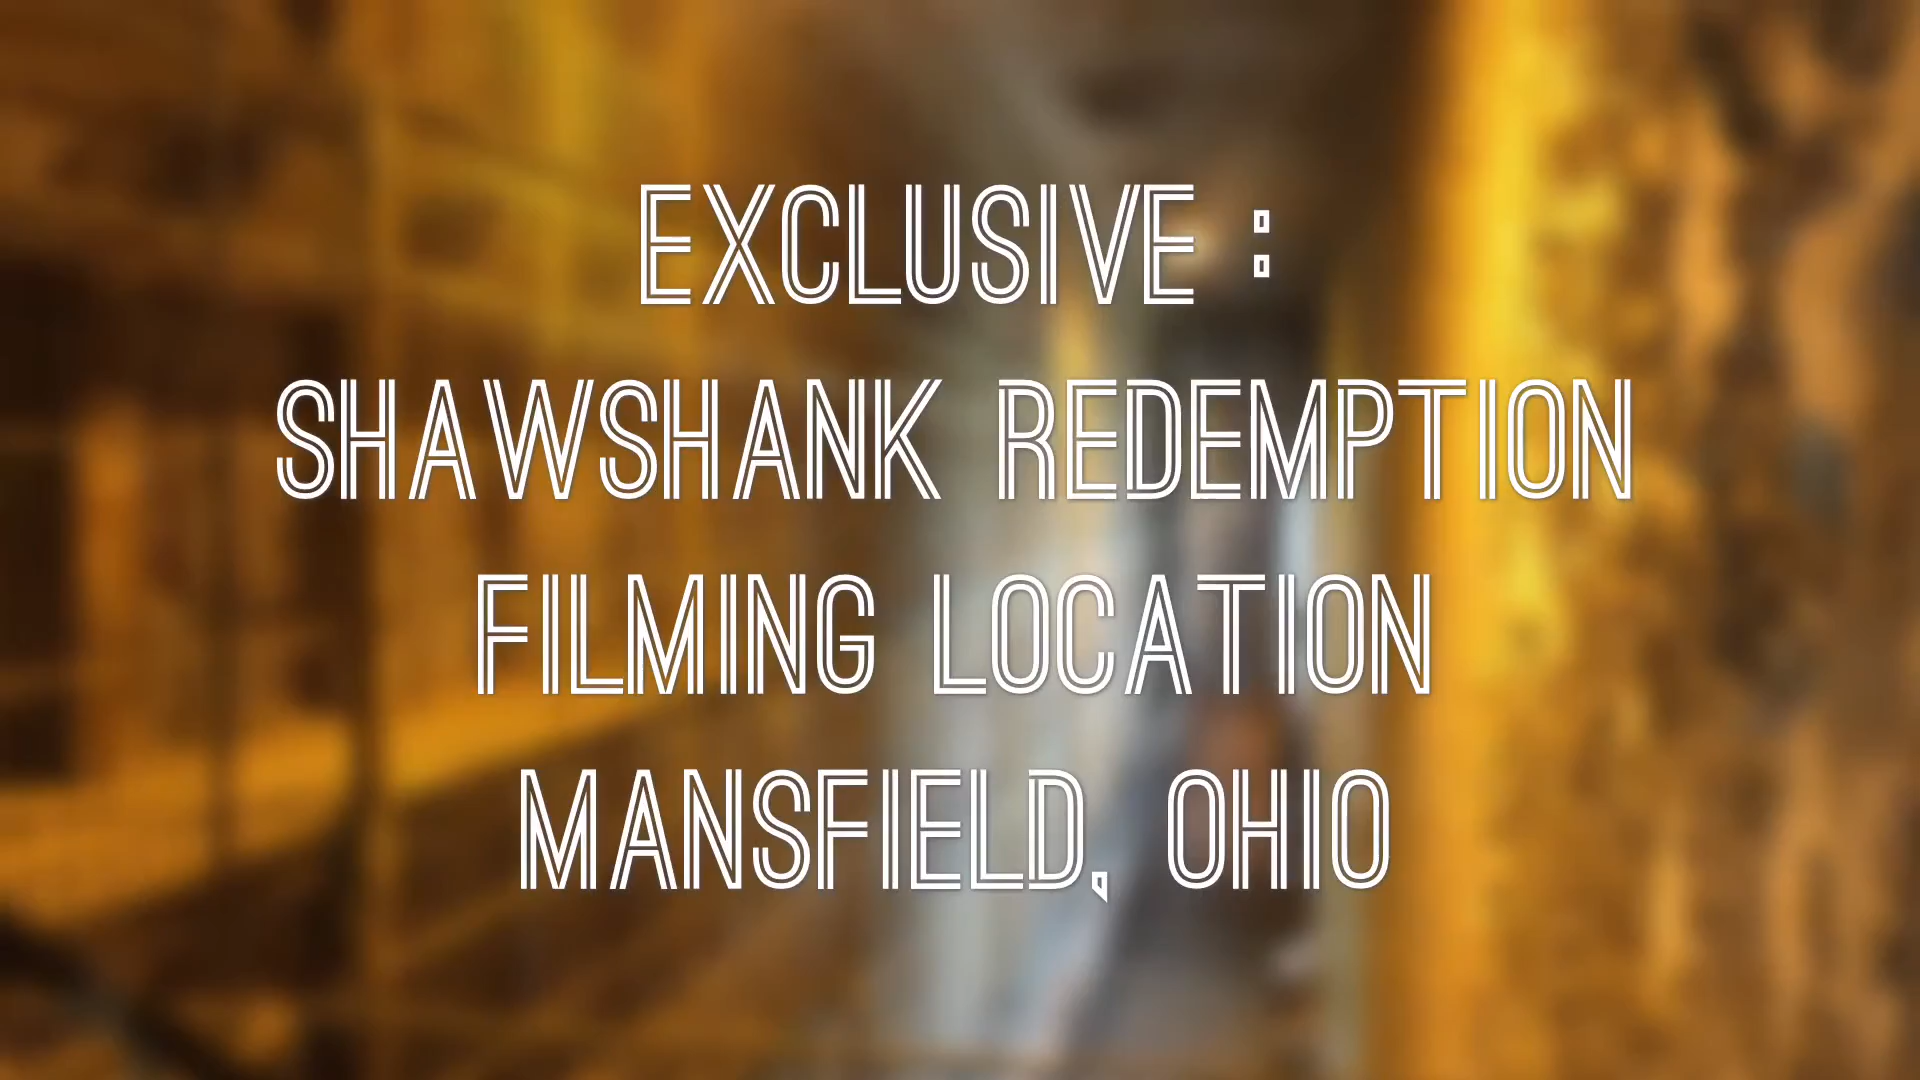 EXCLUSIVE :
SHAWSHANK REDEMPTION
FILMING LOCATION
MANSFIELD, OHIO